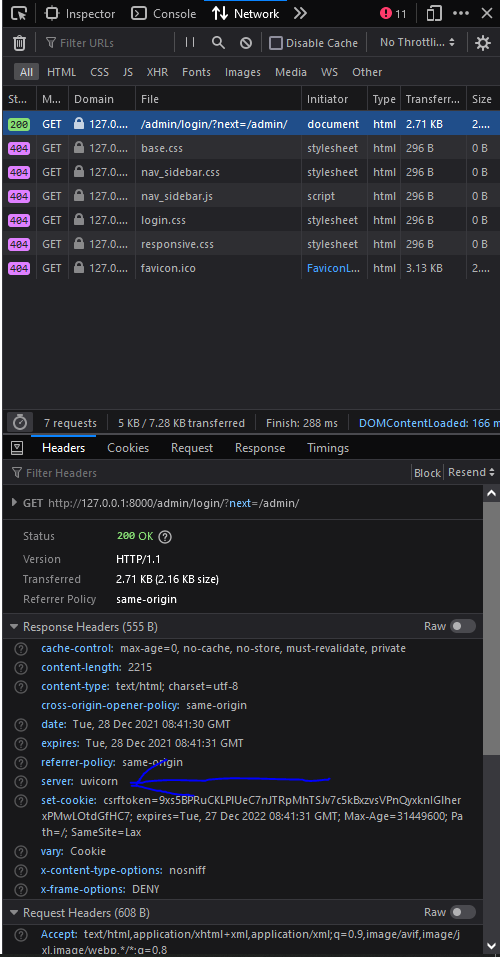 Inspector Console Network 11
Filter URLs Disable Cache No Throttli...
All HTML CSS JS XHR Fonts Images Media WS Other
St... M... Domain File Initiator Type Transferr... Size
200 GET 127.0.... /admin/login/?next=/admin/ document html 2.71 KB 2....
404 GET 127.0.... base.css stylesheet html 296 B 0 B
404 GET 127.0.... nav_sidebar.css stylesheet html 296 B 0 B
404 GET 127.0.... nav_sidebar.js script html 296 B 0 B
404 GET 127.0.... login.css stylesheet html 296 B 0 B
404 GET 127.0.... responsive.css stylesheet html 296 B 0 B
404 GET 127.0.... favicon.ico FaviconL... html 3.13 KB 2....
7 requests 5 KB / 7.28 KB transferred Finish: 288 ms DOMContentLoaded: 166 m
Headers Cookies Request Response Timings
Filter Headers Block Resend
GET http://127.0.0.1:8000/admin/login/?next=/admin/
Status 200 OK ?
Version HTTP/1.1
Transferred 2.71 KB (2.16 KB size)
Referrer Policy same-origin
Response Headers (555 B) Raw
? cache-control: max-age=0, no-cache, no-store, must-revalidate, private
? content-length: 2215
? content-type: text/html; charset=utf-8
cross-origin-opener-policy: same-origin
? date: Tue, 28 Dec 2021 08:41:30 GMT
? expires: Tue, 28 Dec 2021 08:41:31 GMT
? referrer-policy: same-origin
? server: uvicorn
? set-cookie: csrftoken=
expires=Tue, 27 Dec 2022 08:41:31 GMT; Max-Age=31449600; Pa
th=/; SameSite=Lax
? vary: Cookie
? x-content-type-options: nosniff
? x-frame-options: DENY
Request Headers (608 B) Raw
? Accept: text/html,application/xhtml+xml,application/xml;q=0.9,image/avif,image/j
xl,image/webp,*/*;q=0.8